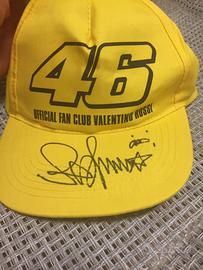 46
OFFICIAL FAN CLUB VALENTINO ROSSI